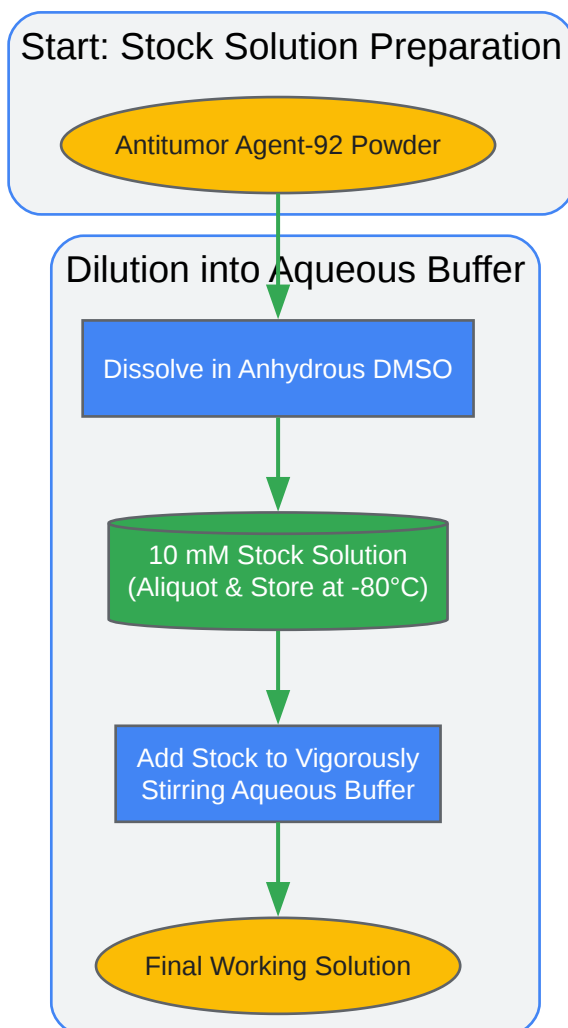 Start: Stock Solution Preparation
Antitumor Agent-92 Powder
Dilution into Aqueous Buffer
Dissolve in Anhydrous DMSO
10 mM Stock Solution
(Aliquot & Store at -80°C)
Add Stock to Vigorously
Stirring Aqueous Buffer
Final Working Solution